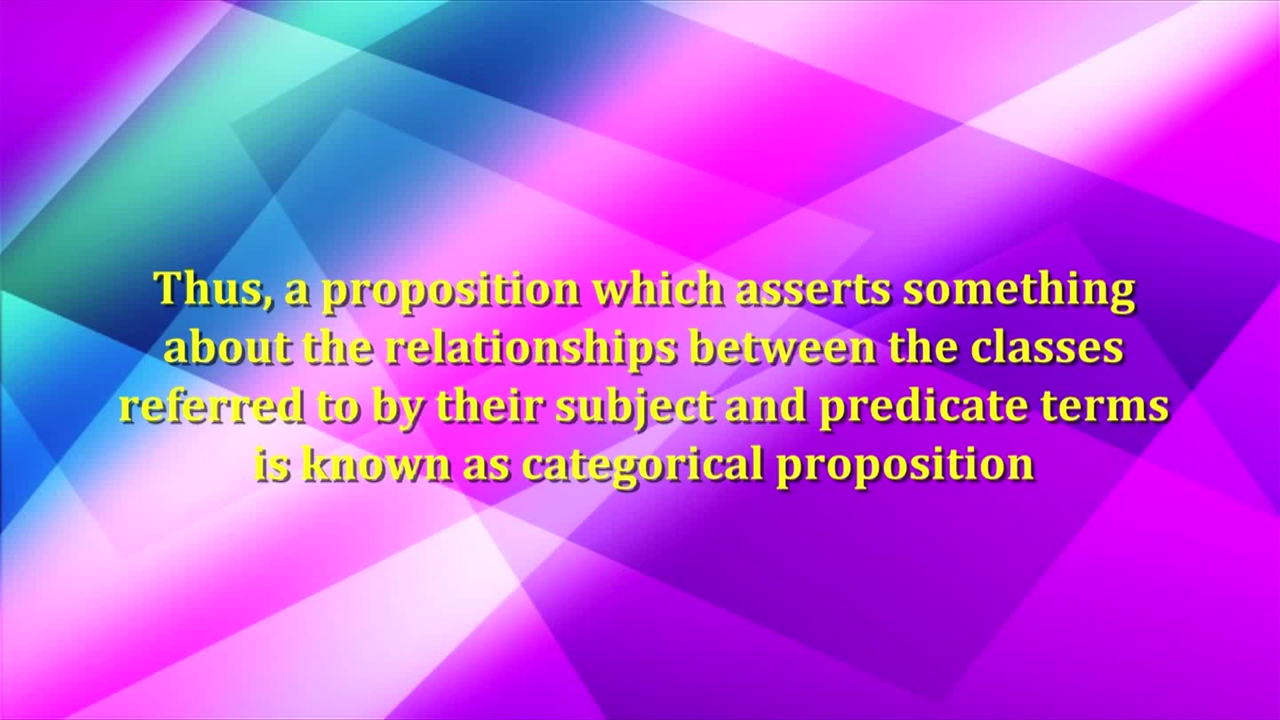 Thus, a proposition which asserts something
about the relationships between the classes
referred to by their subject and predicate terms
is known as categorical proposition